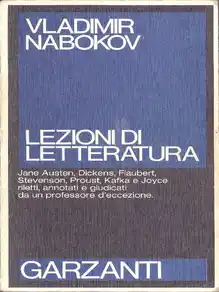 VLADIMIR
NABOKOV
LEZIONI DI
LETTERATURA
Jane Austen, Dickens, Flaubert,
Stevenson, Proust, Kafka e Joyce
riletti, annotati e giudicati
da un professore d'eccezione.
GARZANTI